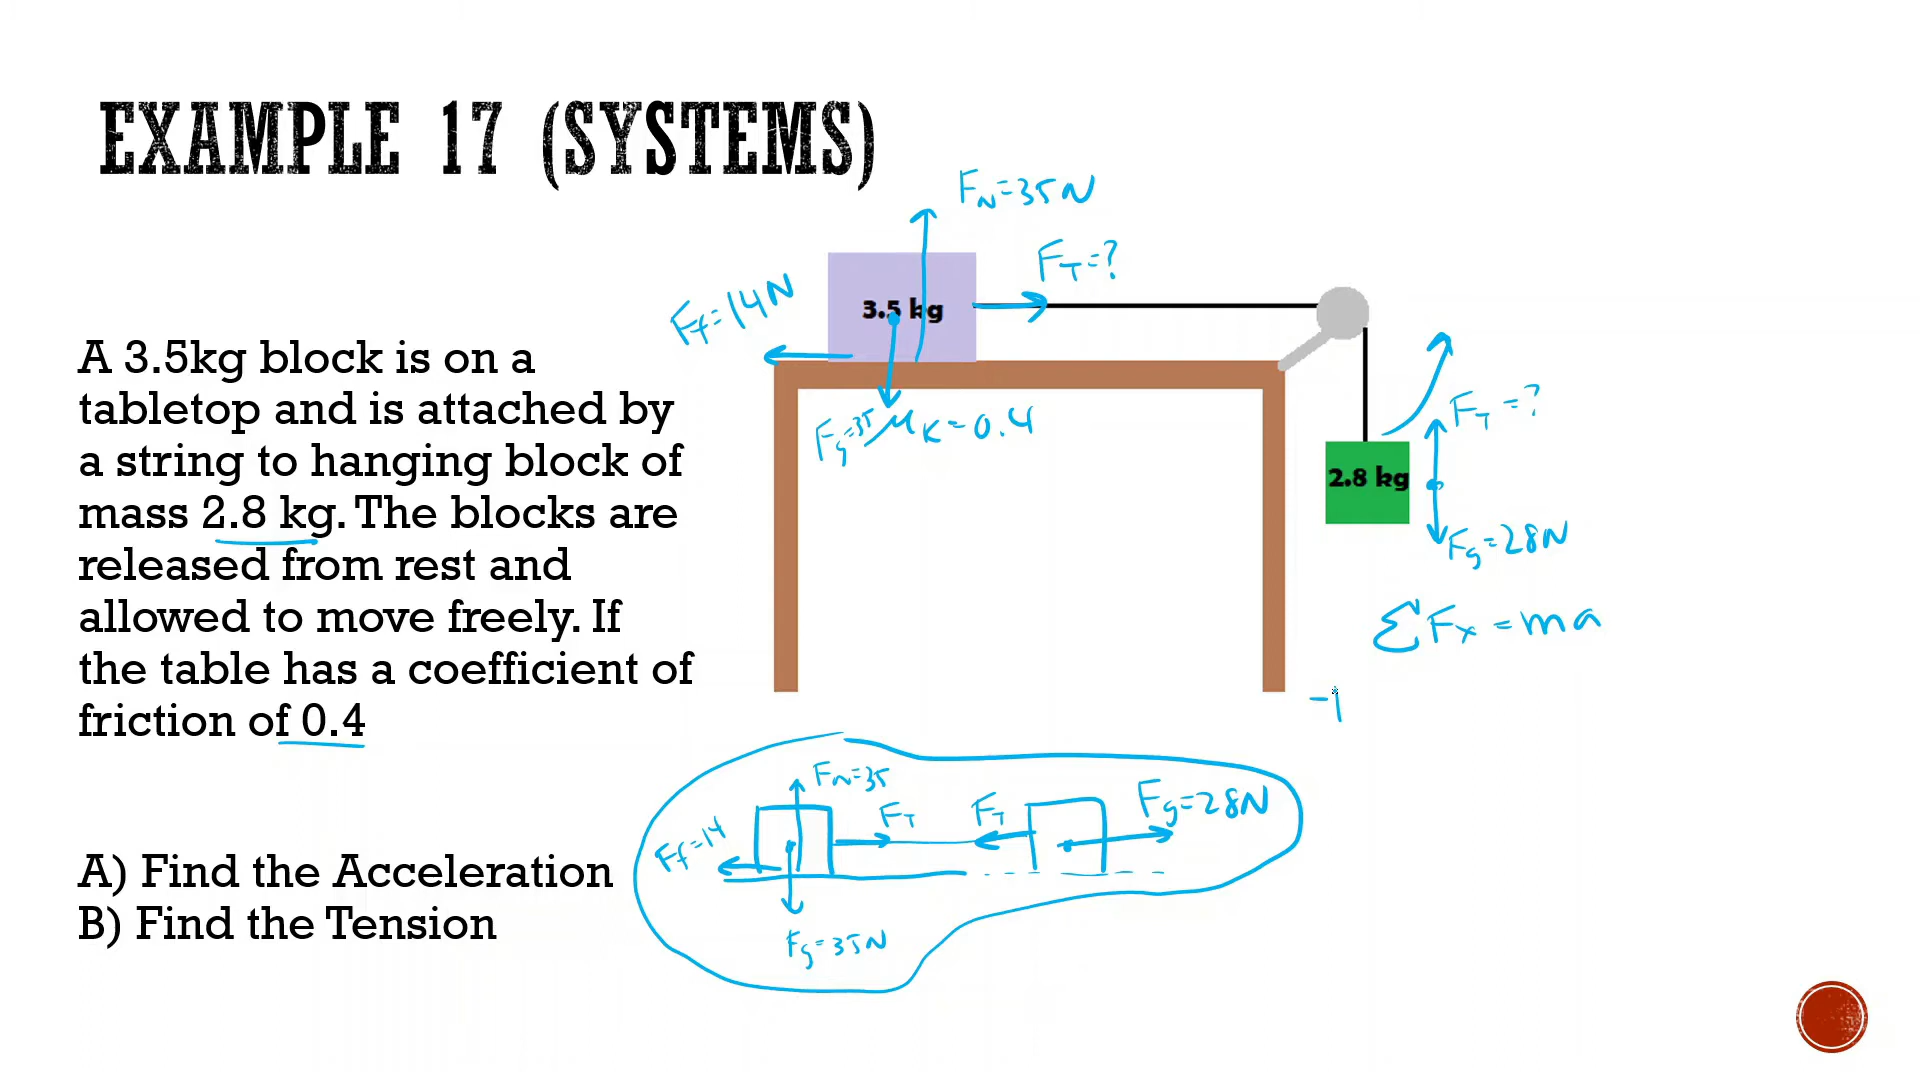 EXAMPLE 17 (SYSTEMS)
A 3.5kg block is on a
tabletop and is attached by
a string to hanging block of
mass 2.8 kg. The blocks are
released from rest and
allowed to move freely. If
the table has a coefficient of
friction of 0.4
A) Find the Acceleration
B) Find the Tension
F_N=35N
F_T=?
F_f=14N
3.5 kg
F_g=35
μ_K=0.4
F_T=?
2.8 kg
F_g=28N
ΣF_x=ma
-1
F_N=35
F_T
F_T
F_g=28N
F_f=14
F_g=35N